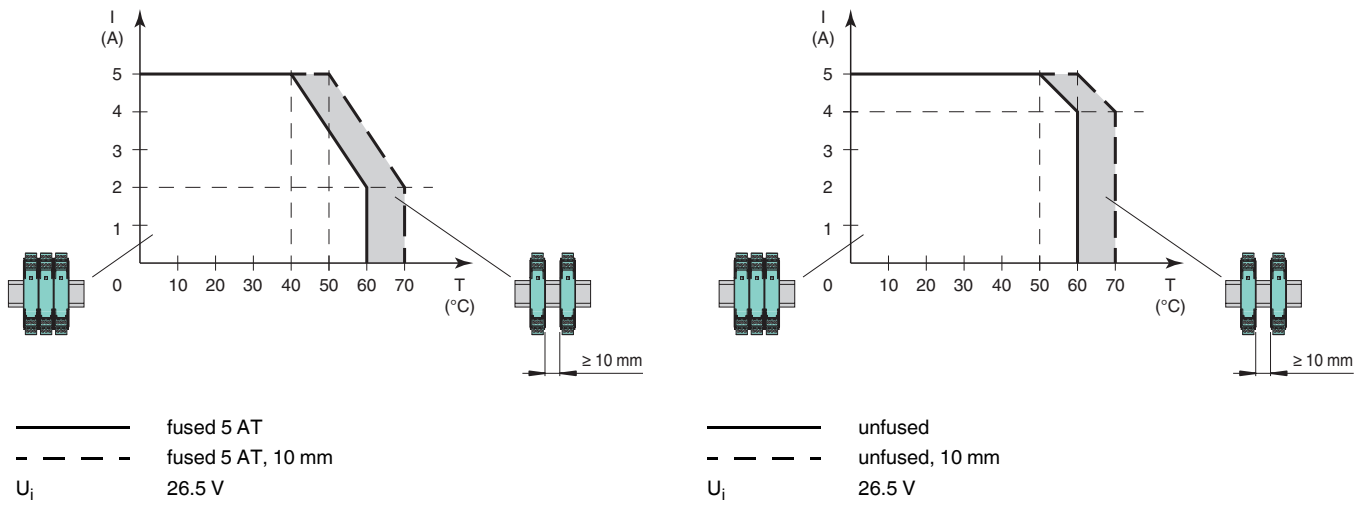 I
(A)
5
4
3
2
1
0
10 20 30 40 50 60 70 T
(°C)
≥ 10 mm
fused 5 AT
fused 5 AT, 10 mm
Ui 26.5 V
I
(A)
5
4
3
2
1
0
10 20 30 40 50 60 70 T
(°C)
≥ 10 mm
unfused
unfused, 10 mm
Ui 26.5 V